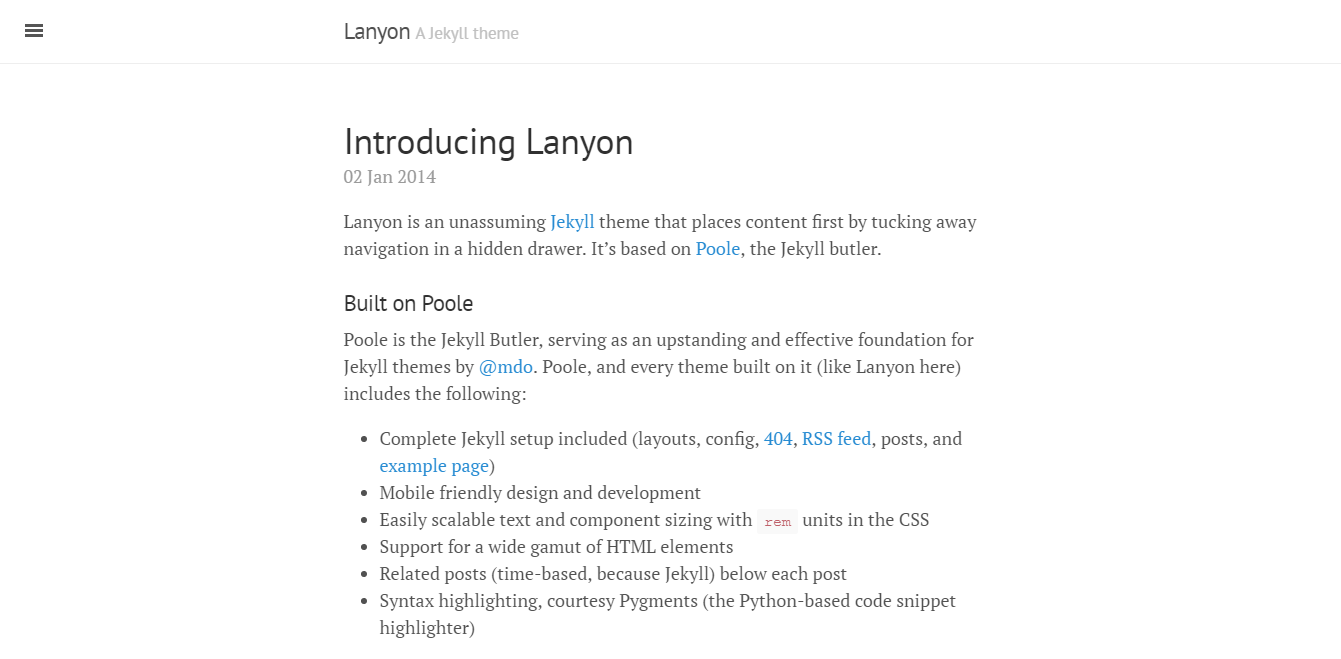 Lanyon A Jekyll theme
Introducing Lanyon
02 Jan 2014
Lanyon is an unassuming Jekyll theme that places content first by tucking away
navigation in a hidden drawer. It’s based on Poole, the Jekyll butler.
Built on Poole
Poole is the Jekyll Butler, serving as an upstanding and effective foundation for
Jekyll themes by @mdo. Poole, and every theme built on it (like Lanyon here)
includes the following:
• Complete Jekyll setup included (layouts, config, 404, RSS feed, posts, and
example page)
• Mobile friendly design and development
• Easily scalable text and component sizing with rem units in the CSS
• Support for a wide gamut of HTML elements
• Related posts (time-based, because Jekyll) below each post
• Syntax highlighting, courtesy Pygments (the Python-based code snippet
highlighter)